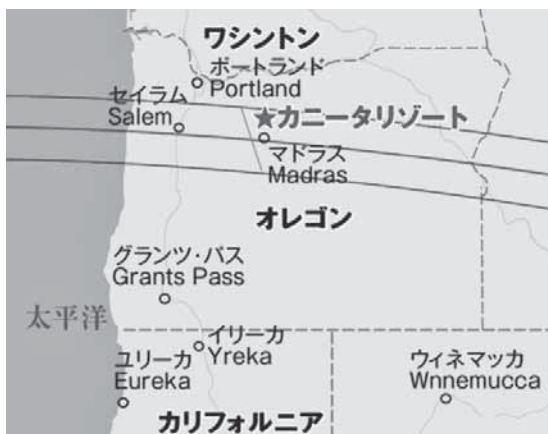 ワシントン
ポートランド
Portland
セイラム
Salem
★カニータリゾート
マドラス
Madras
オレゴン
グランツ・パス
Grants Pass
太平洋
イリーカ
Yreka
ユリーカ
Eureka
ウィネマッカ
Wnnemucca
カリフォルニア